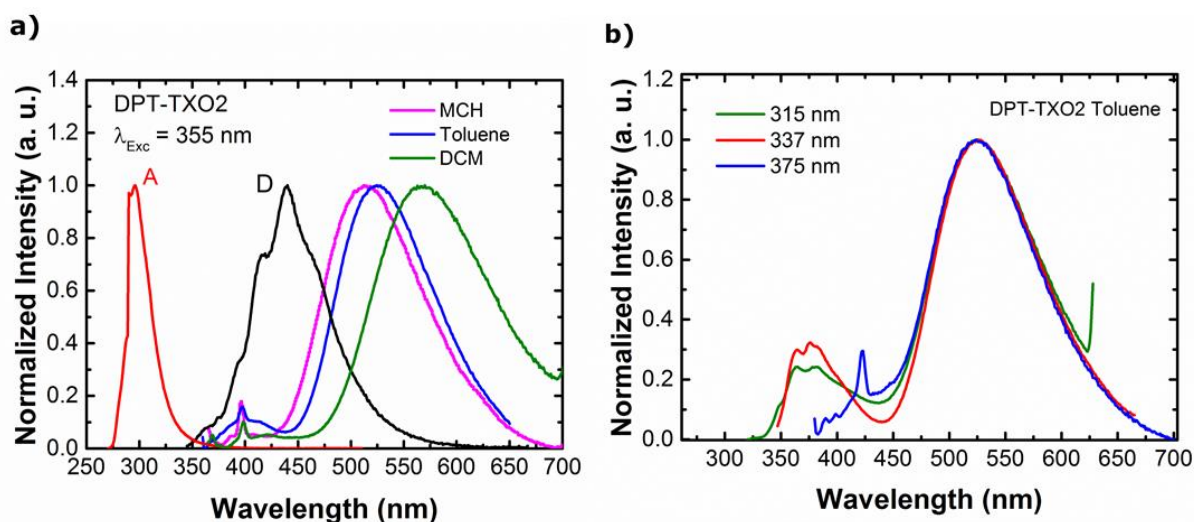 a)
DPT-TXO2
λExc = 355 nm
MCH
Toluene
DCM
A
D
1.4
1.2
1.0
0.8
0.6
0.4
0.2
0.0
250 300 350 400 450 500 550 600 650 700
Normalized Intensity (a. u.)
Wavelength (nm)
b)
315 nm
337 nm
375 nm
DPT-TXO2 Toluene
1.2
1.0
0.8
0.6
0.4
0.2
0.0
300 350 400 450 500 550 600 650 700
Normalized Intensity (a. u.)
Wavelength (nm)